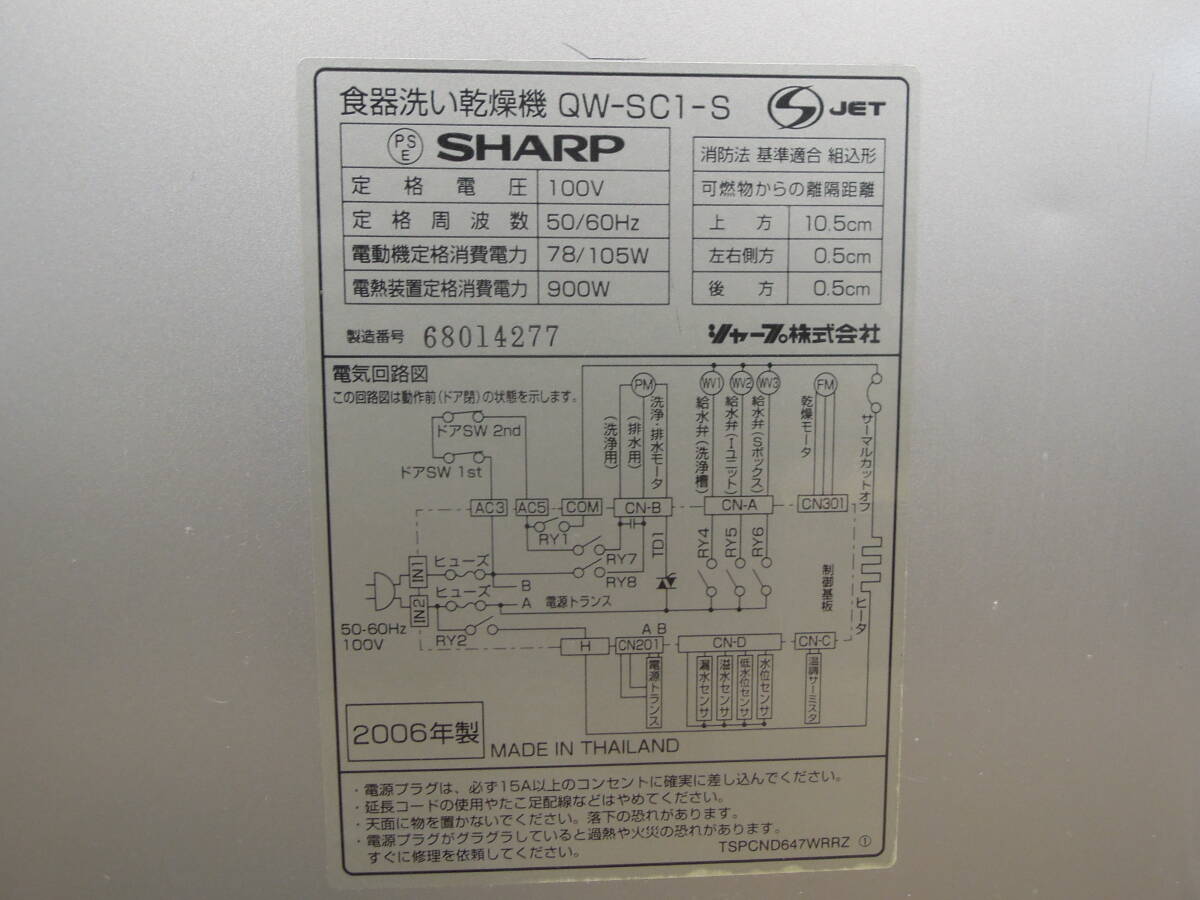 食器洗い乾燥機 QW-SC1-S
S JET
PS E SHARP
定格電圧 100V
定格周波数 50/60Hz
電動機定格消費電力 78/105W
電熱装置定格消費電力 900W
消防法 基準適合 組込形
可燃物からの離隔距離
上方 10.5cm
左右側方 0.5cm
後方 0.5cm
製造番号 68014277
シャープ株式会社
電気回路図
この回路図は動作前(ドア閉)の状態を示します。
ドアSW 2nd
ドアSW 1st
PM
(洗浄用)
(排水用)
洗浄・排水モータ
WV1
WV2
WV3
給水弁(洗浄槽)
給水弁(Iユニット)
給水弁(Sボックス)
FM
乾燥モータ
サーマルカットオフ
AC3
AC5
COM
CN-B
CN-A
CN301
RY1
RY7
RY8
TD1
RY4
RY5
RY6
制御基板
ヒータ
IN1
IN2
ヒューズ
B
ヒューズ
A 電源トランス
50-60Hz
100V
RY2
H
A B
CN201
CN-D
CN-C
電源トランス
漏水センサ
溢水センサ
低水位センサ
水位センサ
温調サーミスタ
2006年製
MADE IN THAILAND
・電源プラグは、必ず15A以上のコンセントに確実に差し込んでください。
・延長コードの使用やたこ足配線などはやめてください。
・天面に物を置かないでください。落下の恐れがあります。
・電源プラグがグラグラしていると過熱や火災の恐れがあります。
すぐに修理を依頼してください。
TSPCND647WRRZ ①